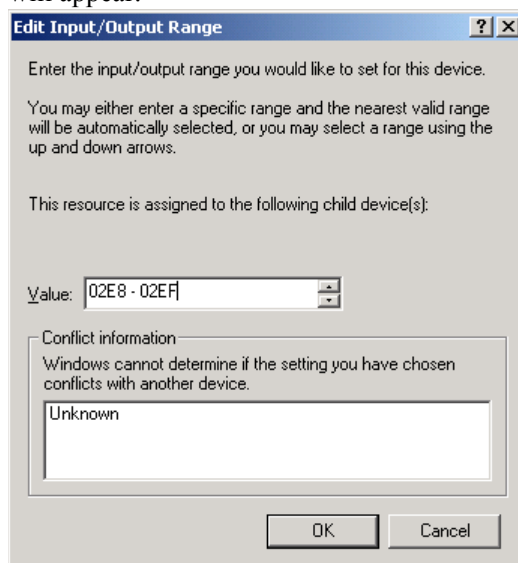 will appear.
Edit Input/Output Range
Enter the input/output range you would like to set for this device.
You may either enter a specific range and the nearest valid range
will be automatically selected, or you may select a range using the
up and down arrows.
This resource is assigned to the following child device(s):
Value: 02E8 - 02EF
Conflict information
Windows cannot determine if the setting you have chosen
conflicts with another device.
Unknown
OK Cancel